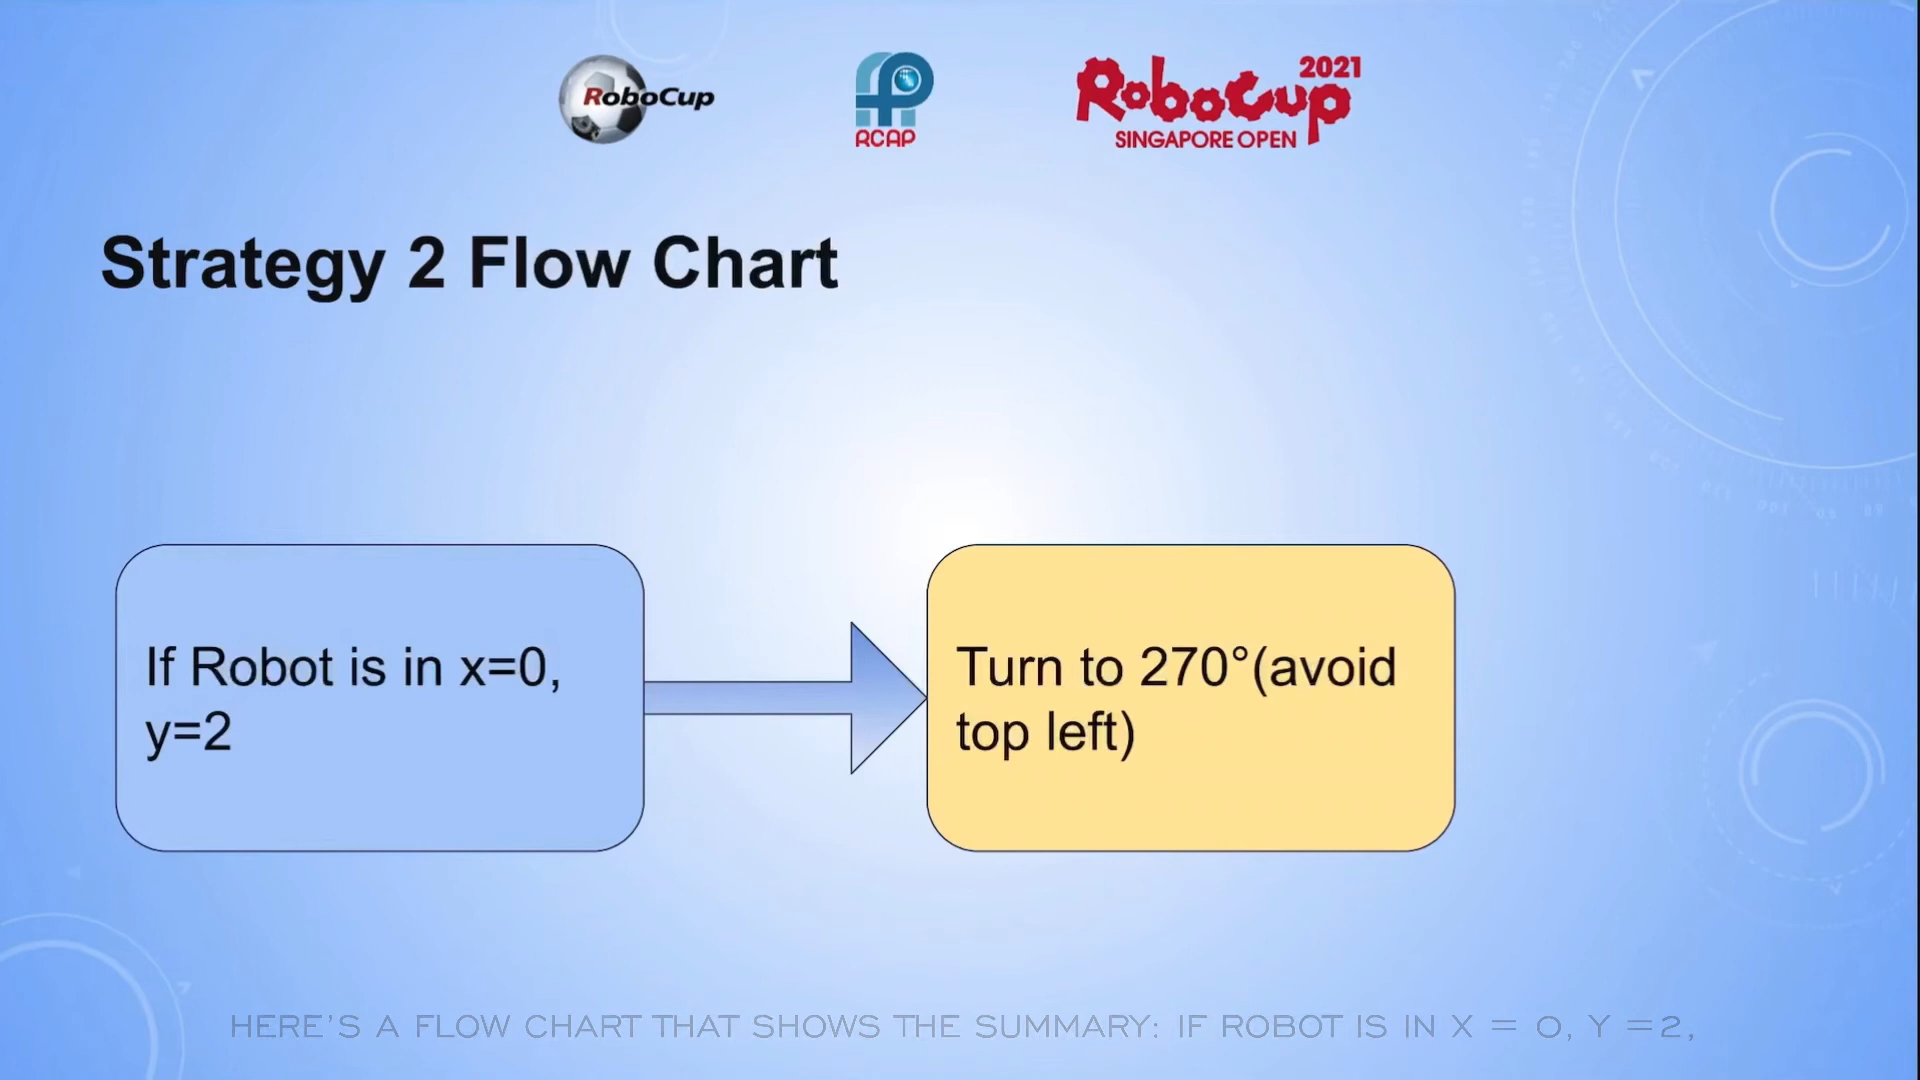 RoboCup
RCAP
RoboCup 2021
SINGAPORE OPEN
Strategy 2 Flow Chart
If Robot is in x=0,
y=2
Turn to 270°(avoid
top left)
HERE'S A FLOW CHART THAT SHOWS THE SUMMARY: IF ROBOT IS IN X = 0, Y =2,